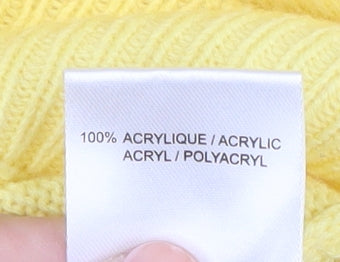 100% ACRYLIQUE / ACRYLIC
ACRYL / POLYACRYL